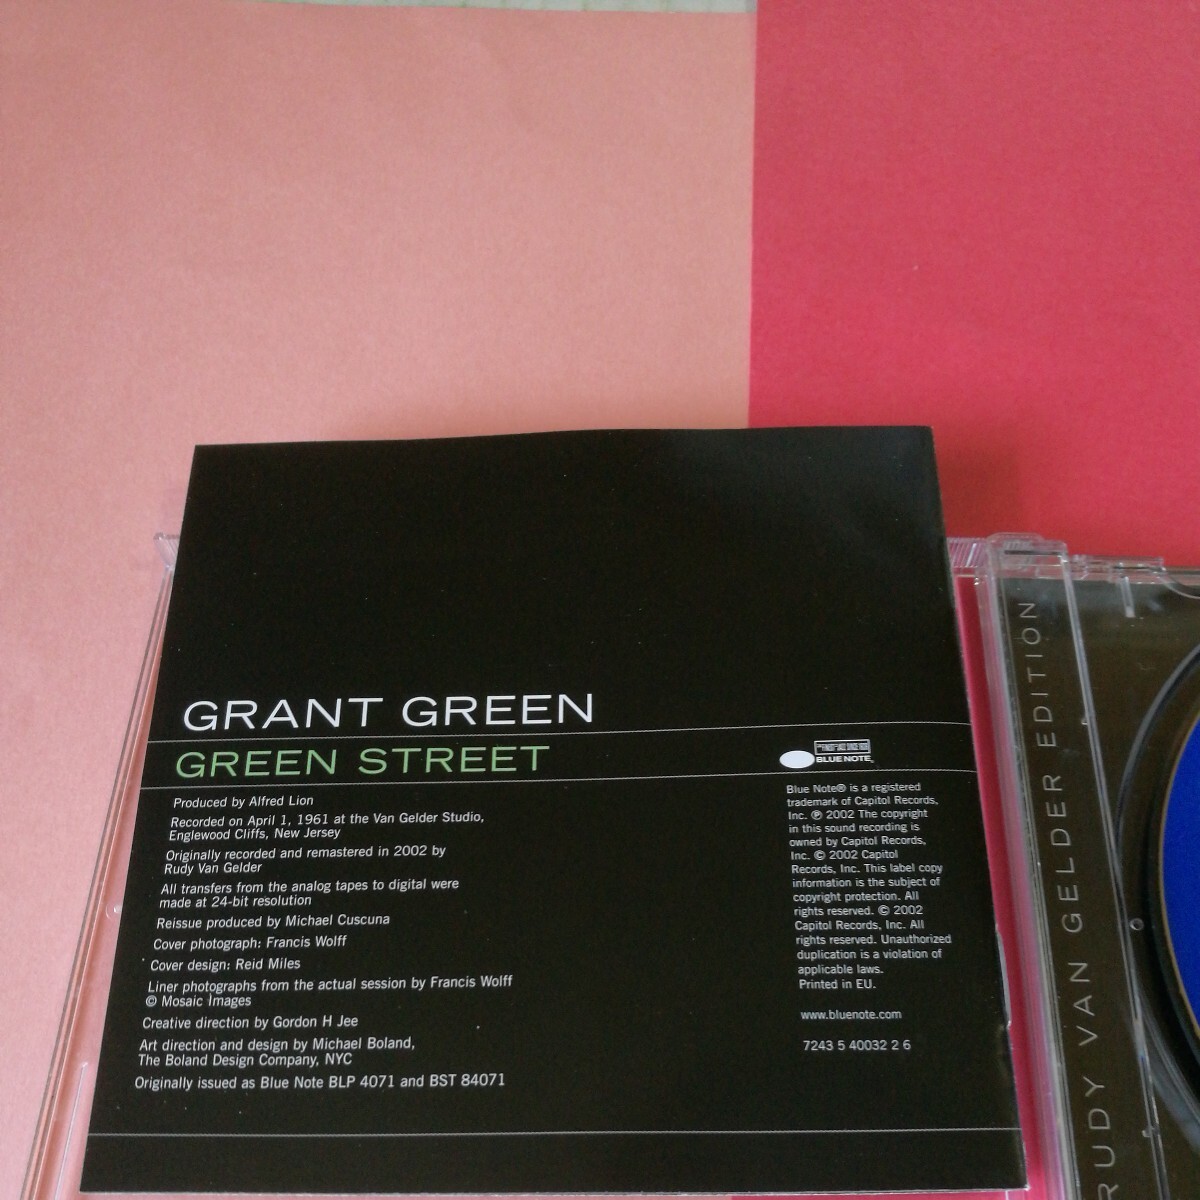 GRANT GREEN
GREEN STREET
Produced by Alfred Lion
Recorded on April 1, 1961 at the Van Gelder Studio,
Englewood Cliffs, New Jersey
Originally recorded and remastered in 2002 by
Rudy Van Gelder
All transfers from the analog tapes to digital were
made at 24-bit resolution
Reissue produced by Michael Cuscuna
Cover photograph: Francis Wolff
Cover design: Reid Miles
Liner photographs from the actual session by Francis Wolff
© Mosaic Images
Creative direction by Gordon H Jee
Art direction and design by Michael Boland,
The Boland Design Company, NYC
Originally issued as Blue Note BLP 4071 and BST 84071
BLUE NOTE
Blue Note® is a registered
trademark of Capitol Records,
Inc. ℗ 2002 The copyright
in this sound recording is
owned by Capitol Records,
Inc. © 2002 Capitol
Records, Inc. This label copy
information is the subject of
copyright protection. All
rights reserved. © 2002
Capitol Records, Inc. All
rights reserved. Unauthorized
duplication is a violation of
applicable laws.
Printed in EU.
www.bluenote.com
7243 5 40032 2 6
RUDY VAN GELDER EDITION